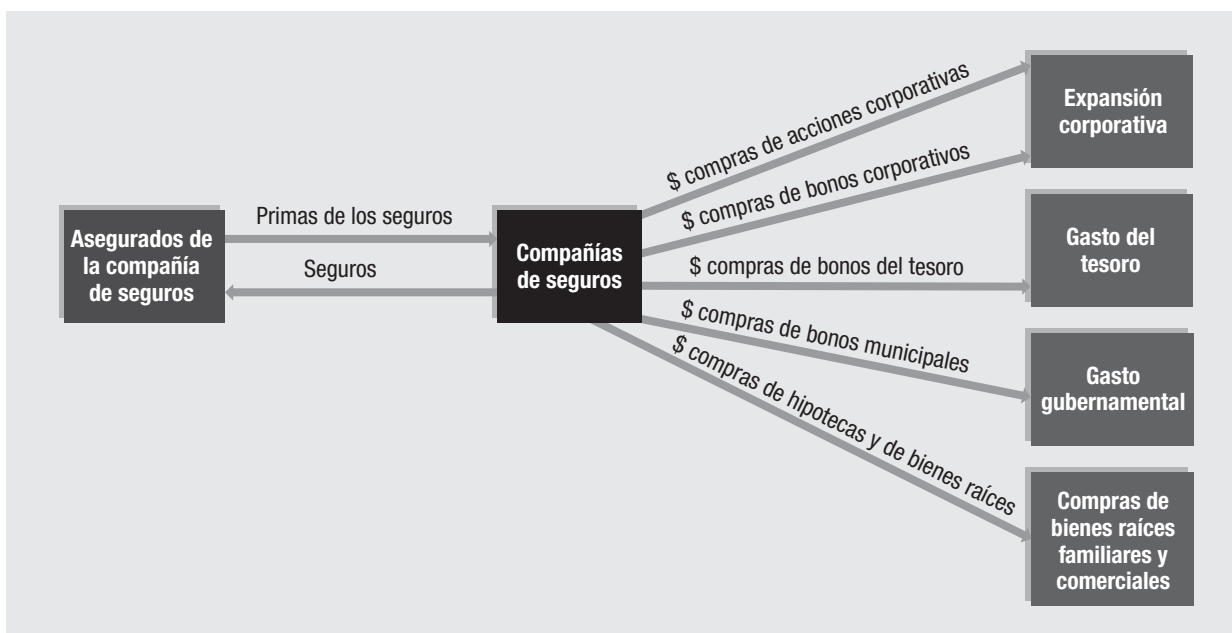 Asegurados de
la compañía
de seguros
Primas de los seguros
Seguros
Compañías
de seguros
$ compras de acciones corporativas
$ compras de bonos corporativos
$ compras de bonos del tesoro
$ compras de bonos municipales
$ compras de hipotecas y de bienes raíces
Expansión
corporativa
Gasto del
tesoro
Gasto
gubernamental
Compras de
bienes raíces
familiares y
comerciales